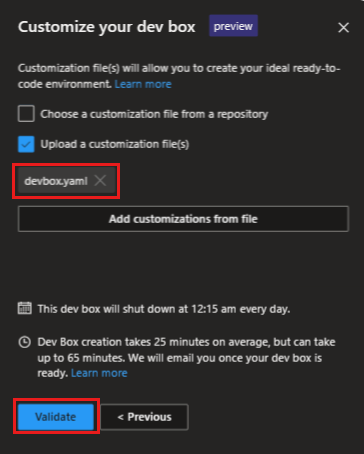 Customize your dev box preview
Customization file(s) will allow you to create your ideal ready-to-
code environment. Learn more
Choose a customization file from a repository
Upload a customization file(s)
devbox.yaml
Add customizations from file
This dev box will shut down at 12:15 am every day.
Dev Box creation takes 25 minutes on average, but can take
up to 65 minutes. We will email you once your dev box is
ready. Learn more
Validate < Previous